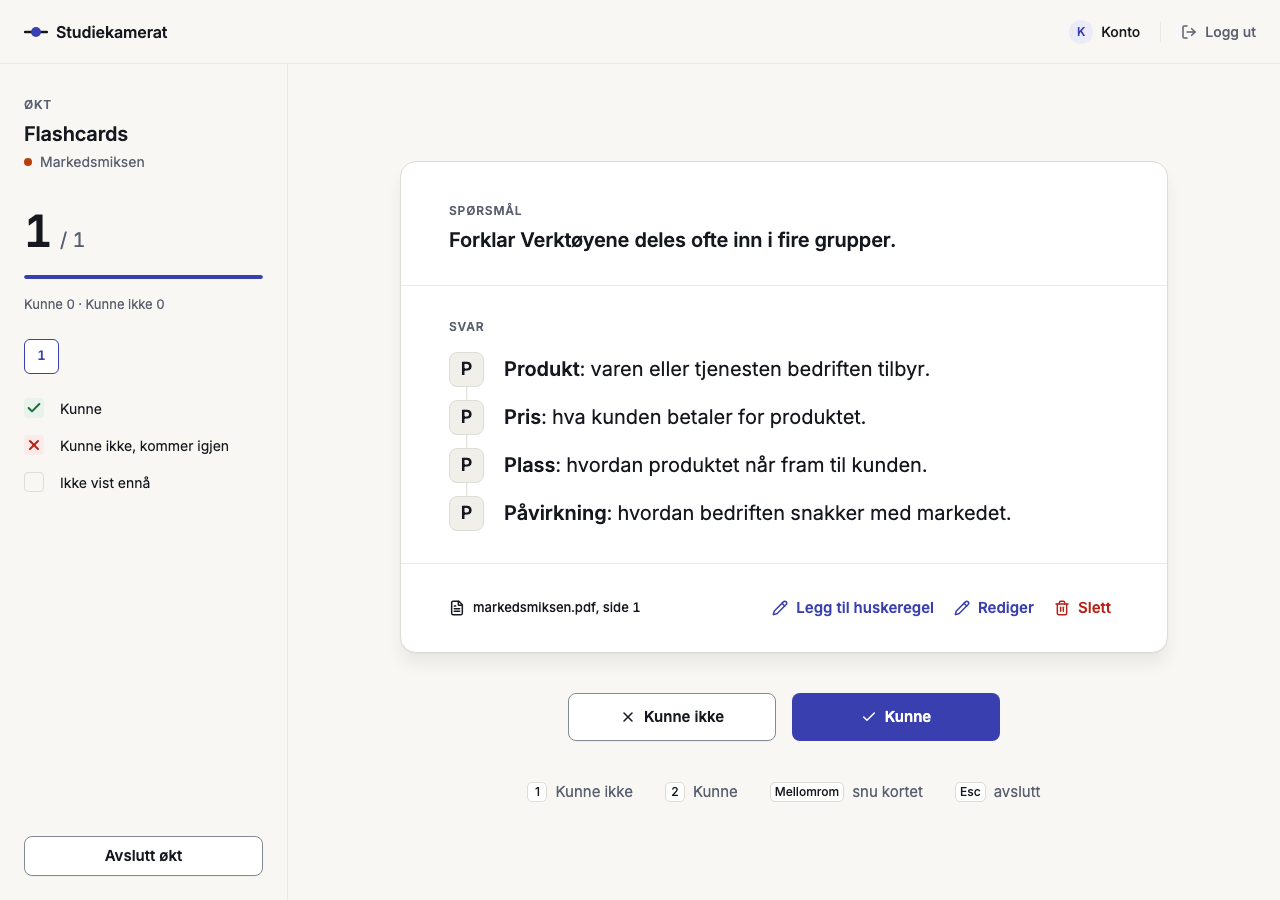 Studiekamerat
K Konto
Logg ut
ØKT
Flashcards
Markedsmiksen
1 / 1
Kunne 0 · Kunne ikke 0
1
Kunne
Kunne ikke, kommer igjen
Ikke vist ennå
Avslutt økt
SPØRSMÅL
Forklar Verktøyene deles ofte inn i fire grupper.
SVAR
P Produkt: varen eller tjenesten bedriften tilbyr.
P Pris: hva kunden betaler for produktet.
P Plass: hvordan produktet når fram til kunden.
P Påvirkning: hvordan bedriften snakker med markedet.
markedsmiksen.pdf, side 1
Legg til huskeregel
Rediger
Slett
Kunne ikke
Kunne
1 Kunne ikke
2 Kunne
Mellomrom snu kortet
Esc avslutt